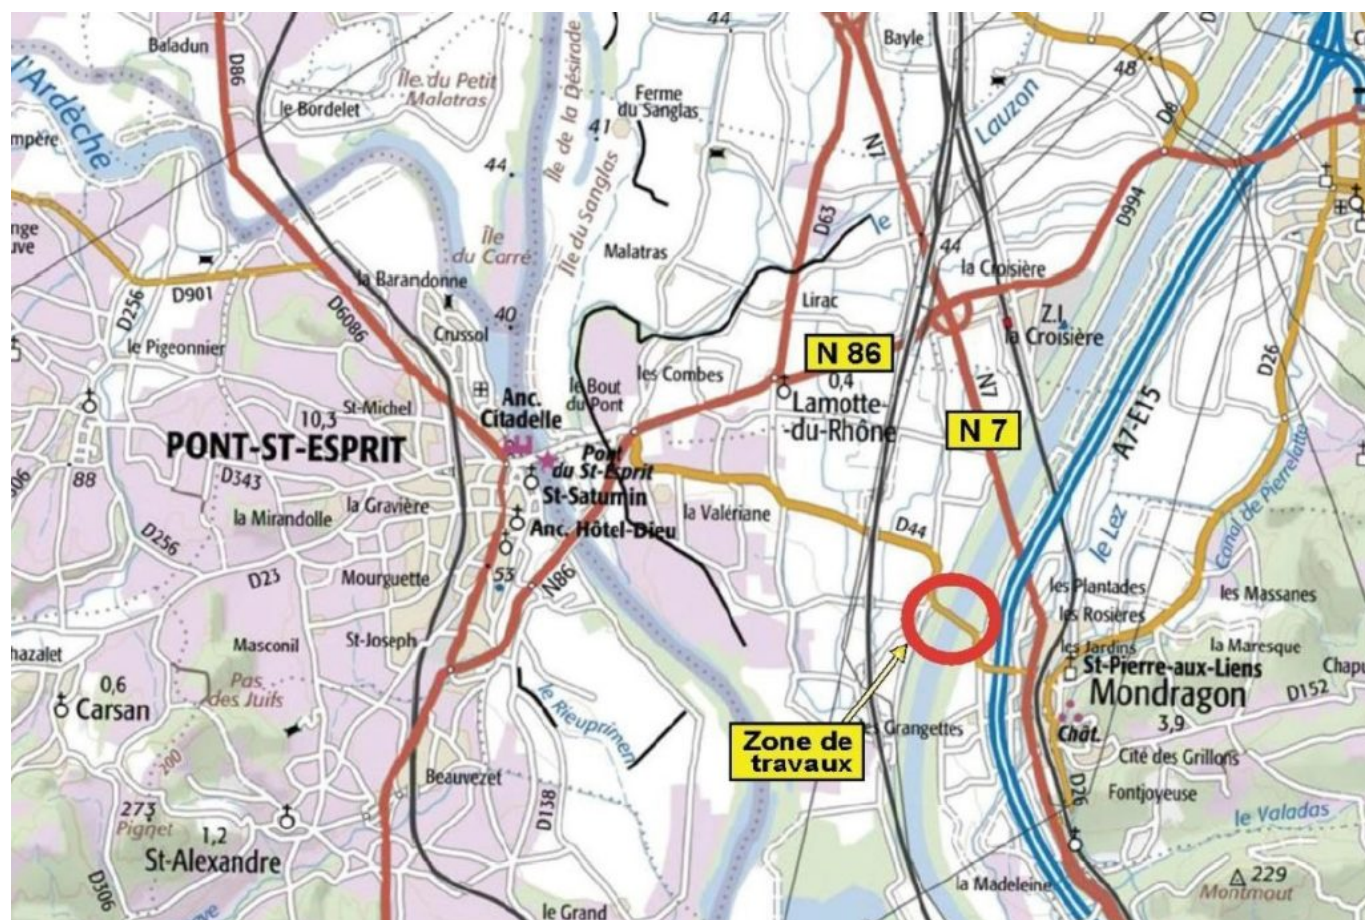 Baladun
D86
l'Ardèche
le Bordelet
Île du Petit
Malatras
44
Île de la Désirade
41
Ferme
du Sanglas
Île du Sanglas
44
Bayle
Lauzon
48
D8
N7
D63
le
44
D994
Île
du Carré
Malatras
la Croisière
la Barandonne
D901
D256
D6086
40
Crussol
le Pigeonnier
Lirac
Z.I.
la Croisière
N 86
N7
D26
le Bout
du Pont
les Combes
0,4
Lamotte-
-du-Rhône
Anc.
Citadelle
St-Michel
10,3
PONT-ST-ESPRIT
N 7
A7-E15
Pont
du St-Esprit
88
D343
St-Saturnin
la Gravière
la Mirandolle
Anc. Hôtel-Dieu
la Valériane
D44
le Lez
Canal de Pierrelatte
D256
D23
Mourguette
53
N86
les Plantades
les Massanes
les Rosières
Masconil
St-Joseph
les Jardins
la Maresque
St-Pierre-aux-Liens
Mondragon
3,9
D152
0,6
Carsan
Pas
des Juifs
le Rieuprimen
Zone de
travaux
Chât.
Cité des Grillons
200
Beauvezet
D138
D26
Fontjoyeuse
273
Pignet
1,2
St-Alexandre
le Valadas
D306
la Madeleine
229
Montmout
le Grand